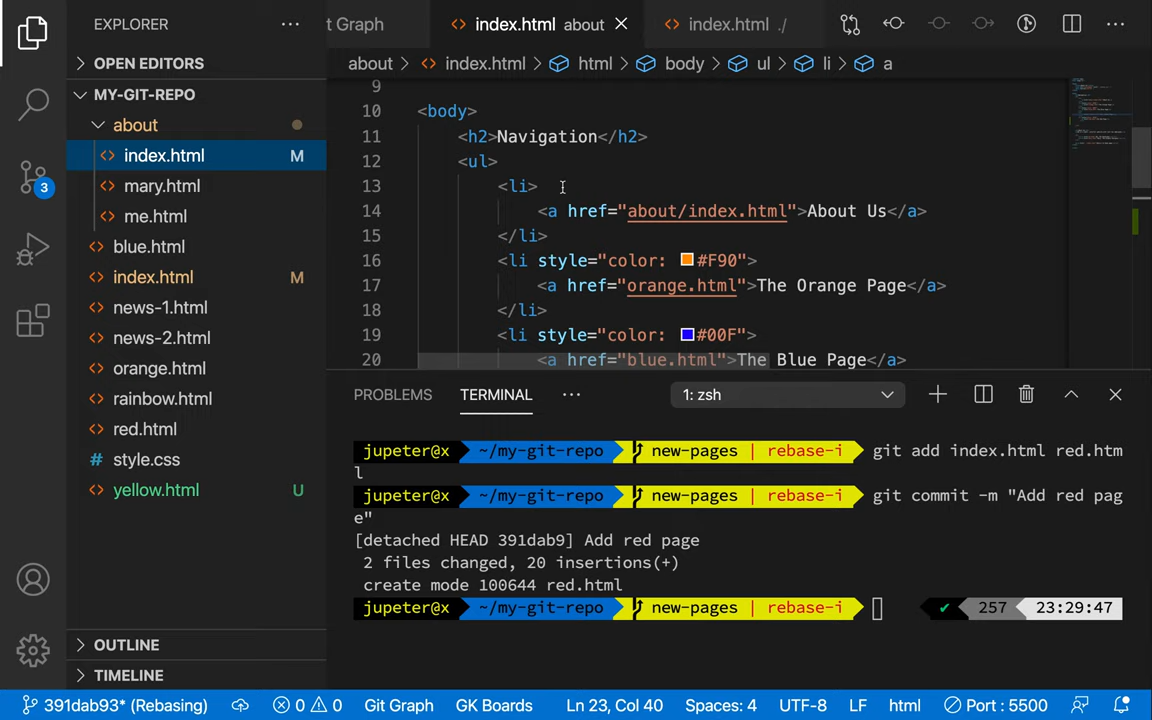 EXPLORER
OPEN EDITORS
MY-GIT-REPO
about
index.html M
mary.html
me.html
blue.html
index.html M
news-1.html
news-2.html
orange.html
rainbow.html
red.html
# style.css
yellow.html U
OUTLINE
TIMELINE
3
t Graph
index.html about
index.html ./
about > index.html > html > body > ul > li > a
9
10 <body>
11 <h2>Navigation</h2>
12 <ul>
13 <li>
14 <a href="about/index.html">About Us</a>
15 </li>
16 <li style="color: #F90">
17 <a href="orange.html">The Orange Page</a>
18 </li>
19 <li style="color: #00F">
20 <a href="blue.html">The Blue Page</a>
PROBLEMS TERMINAL ··· 1: zsh
jupeter@x ~/my-git-repo new-pages | rebase-i git add index.html red.htm
l
jupeter@x ~/my-git-repo new-pages | rebase-i git commit -m "Add red pag
e"
[detached HEAD 391dab9] Add red page
2 files changed, 20 insertions(+)
create mode 100644 red.html
jupeter@x ~/my-git-repo new-pages | rebase-i ✔ 257 23:29:47
391dab93* (Rebasing) 0 0 Git Graph GK Boards Ln 23, Col 40 Spaces: 4 UTF-8 LF html Port : 5500